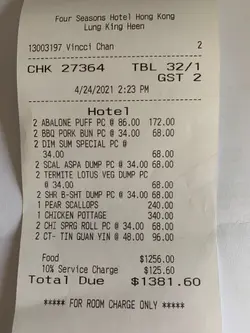 Four Seasons Hotel Hong Kong
Lung King Heen
13003197 Vincci Chan 2
CHK 27364 TBL 32/1
GST 2
4/24/2021 2:23 PM
Hotel
2 ABALONE PUFF PC @ 86.00 172.00
2 BBQ PORK BUN PC @ 34.00 68.00
2 DIM SUM SPECIAL PC @
34.00 68.00
2 SCAL ASPA DUMP PC @ 34.00 68.00
2 TERMITE LOTUS VEG DUMP PC
@ 34.00 68.00
2 SHR B-SHT DUMP PC @ 34.00 68.00
1 PEAR SCALLOPS 240.00
1 CHICKEN POTTAGE 340.00
2 CHI SPRG ROLL PC @ 34.00 68.00
2 CT- TIN GUAN YIN @ 48.00 96.00
Food $1256.00
10% Service Charge $125.60
Total Due $1381.60
***** FOR ROOM CHARGE ONLY *****